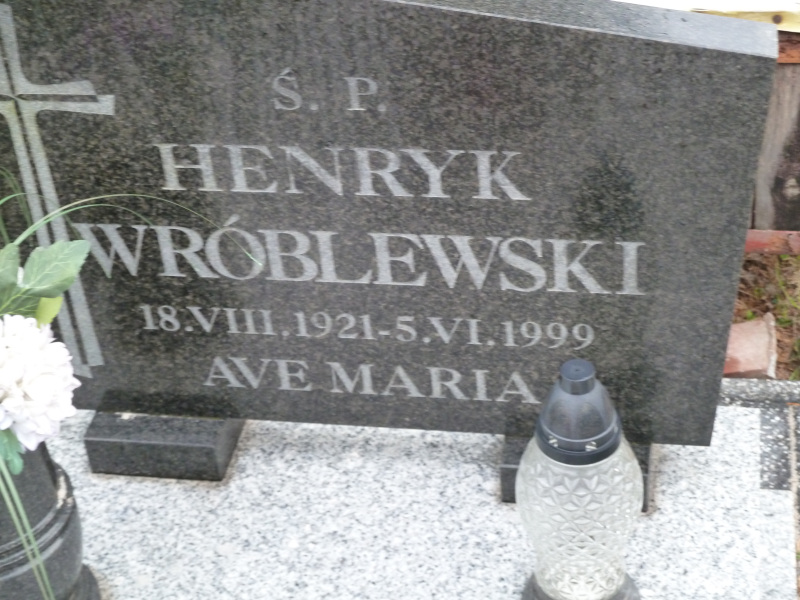 Ś. P.
HENRYK
WRÓBLEWSKI
18.VIII.1921-5.VI.1999
AVE MARIA